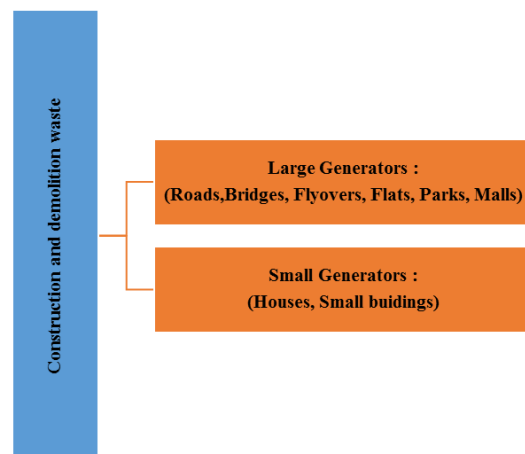 Construction and demolition waste
Large Generators :
(Roads,Bridges, Flyovers, Flats, Parks, Malls)
Small Generators :
(Houses, Small buidings)